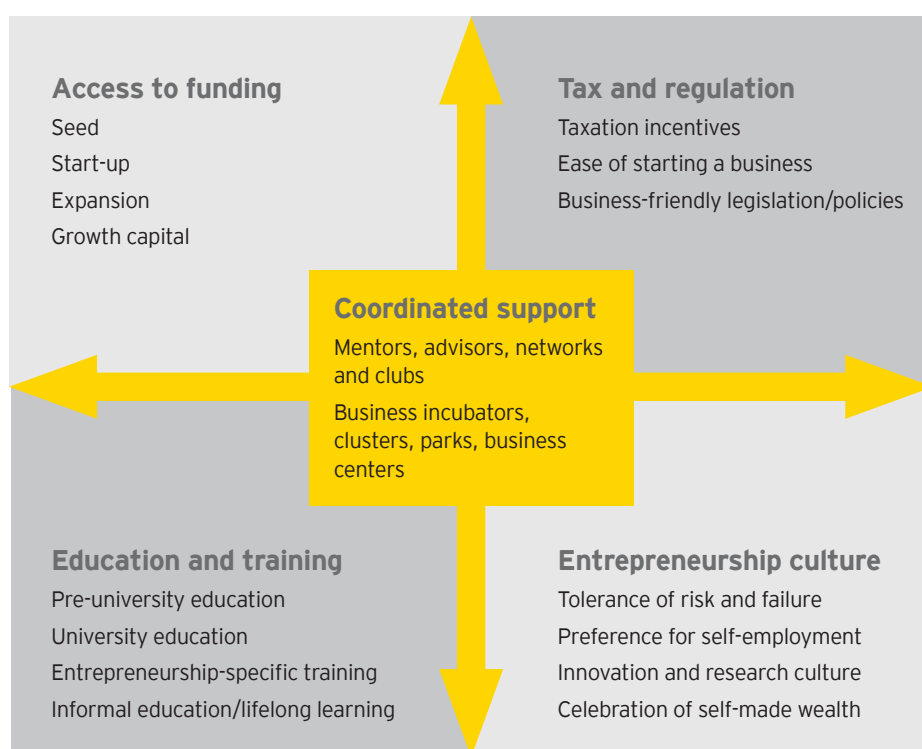 Access to funding
Seed
Start-up
Expansion
Growth capital
Tax and regulation
Taxation incentives
Ease of starting a business
Business-friendly legislation/policies
Coordinated support
Mentors, advisors, networks
and clubs
Business incubators,
clusters, parks, business
centers
Education and training
Pre-university education
University education
Entrepreneurship-specific training
Informal education/lifelong learning
Entrepreneurship culture
Tolerance of risk and failure
Preference for self-employment
Innovation and research culture
Celebration of self-made wealth